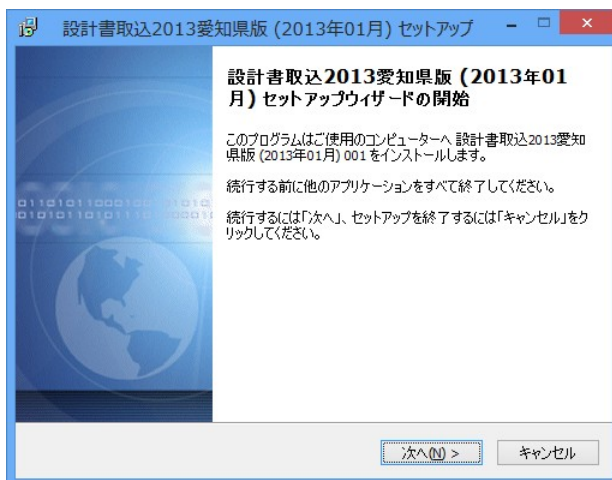 設計書取込2013愛知県版 (2013年01月) セットアップ
設計書取込2013愛知県版 (2013年01
月) セットアップウィザードの開始
このプログラムはご使用のコンピューターへ 設計書取込2013愛知
県版 (2013年01月) 001 をインストールします。
続行する前に他のアプリケーションをすべて終了してください。
続行するには「次へ」、セットアップを終了するには「キャンセル」をク
リックしてください。
次へ(N) >
キャンセル